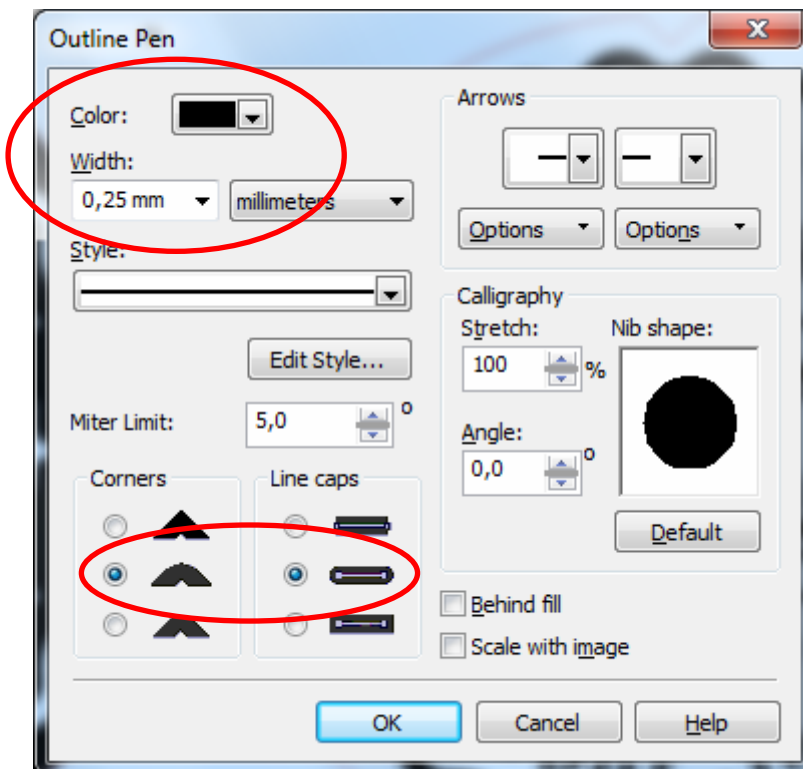 Outline Pen
Color:
Width:
0,25 mm
millimeters
Style:
Edit Style...
Miter Limit:
5,0
o
Corners
Line caps
Arrows
Options
Options
Calligraphy
Stretch:
100
%
Angle:
0,0
o
Nib shape:
Default
Behind fill
Scale with image
OK
Cancel
Help